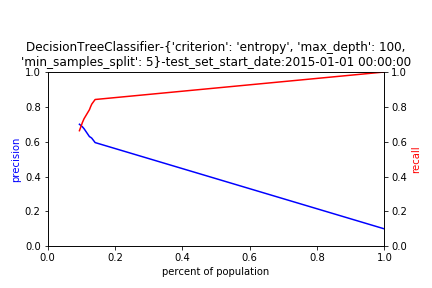 DecisionTreeClassifier-{'criterion': 'entropy', 'max_depth': 100,
'min_samples_split': 5}-test_set_start_date:2015-01-01 00:00:00
1.0
0.8
0.6
0.4
0.2
0.0
precision
1.0
0.8
0.6
0.4
0.2
0.0
recall
0.0 0.2 0.4 0.6 0.8 1.0
percent of population